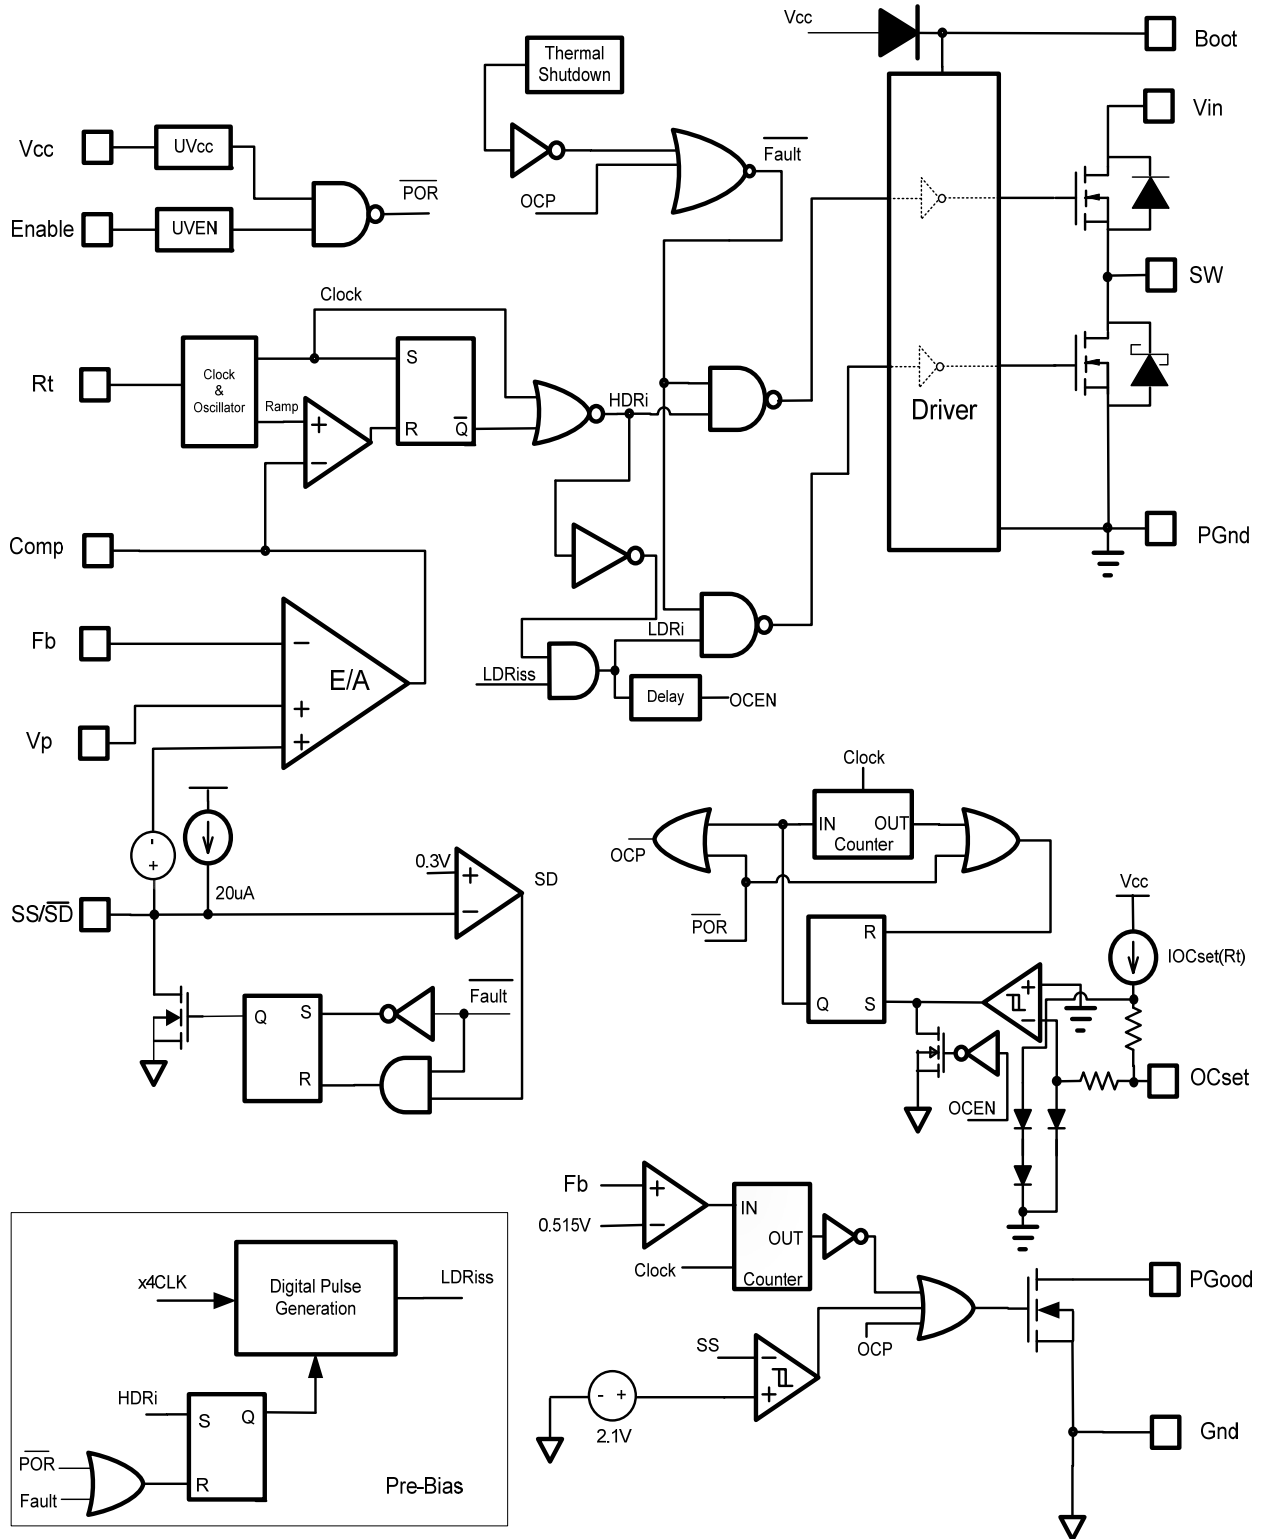 Vcc
Boot
Thermal
Shutdown
Vin
Vcc
UVcc
Fault
POR
OCP
Enable
UVEN
SW
Clock
Rt
Clock
&
Oscillator
S
Ramp
+
R
Q
HDRi
Driver
-
Comp
PGnd
Fb
-
LDRi
E/A
LDRiss
Delay
OCEN
+
Vp
+
Clock
IN
OUT
Counter
OCP
-
+
0.3V
+
SD
20uA
Vcc
SS/SD
-
POR
R
IOCset(Rt)
Fault
Q
S
+
-
Q
S
R
OCset
OCEN
Fb
+
IN
0.515V
-
OUT
Clock
Counter
x4CLK
Digital Pulse
Generation
LDRiss
PGood
SS
-
OCP
HDRi
S
Q
- +
+
2.1V
Gnd
POR
R
Pre-Bias
Fault